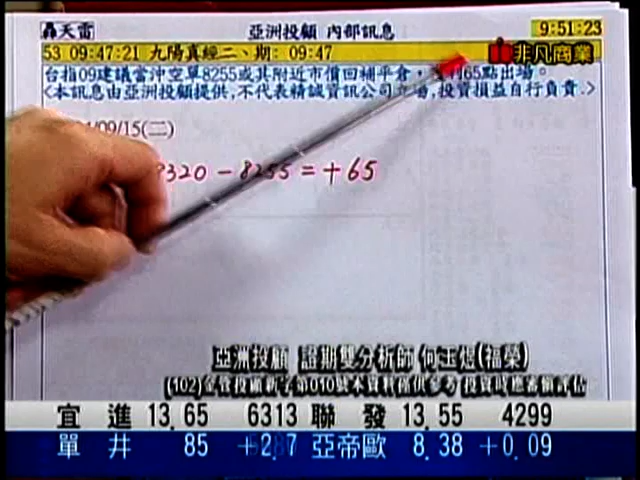 轟天雷 亞洲投顧 內部訊息 9:51:23
53 09:47:21 九陽真經二、期: 09:47 非凡商業
台指09建議當沖空單8255或其附近市價回補平倉, 獲利65點出場。
<本訊息由亞洲投顧提供,不代表精誠資訊公司立場,投資損益自行負責.>
/09/15(二)
8320 - 8255 = + 65
亞洲投顧 證期雙分析師 何 (福榮)
(102)金管投顧新字第010號本資料僅供參考 投資時應審慎評估
宜 進 13.65 6313 聯 發 13.55 4299
單 井 85 +2.7 亞帝歐 8.38 +0.09